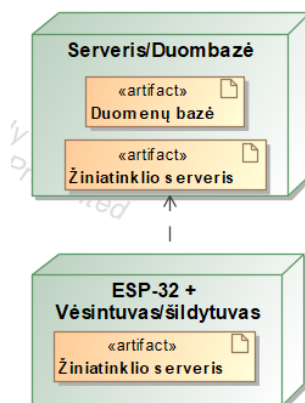 Serveris/Duombazė
«artifact»
Duomenų bazė
«artifact»
Žiniatinklio serveris
ESP-32 +
Vėsintuvas/šildytuvas
«artifact»
Žiniatinklio serveris